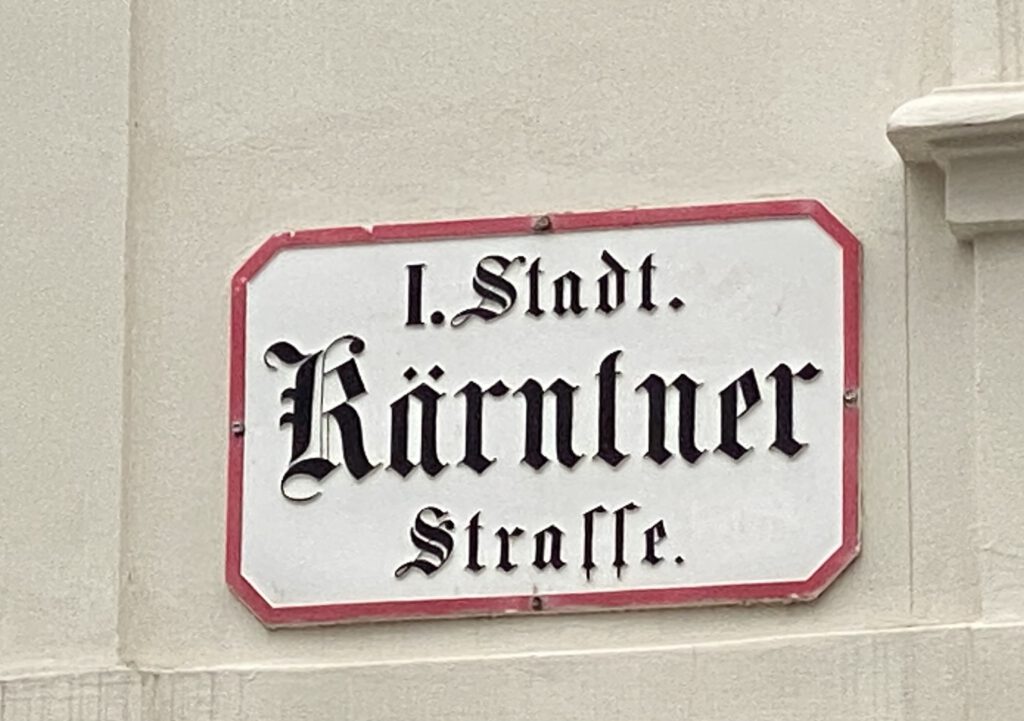 I. Stadt.
Kärntner
Straſſe.